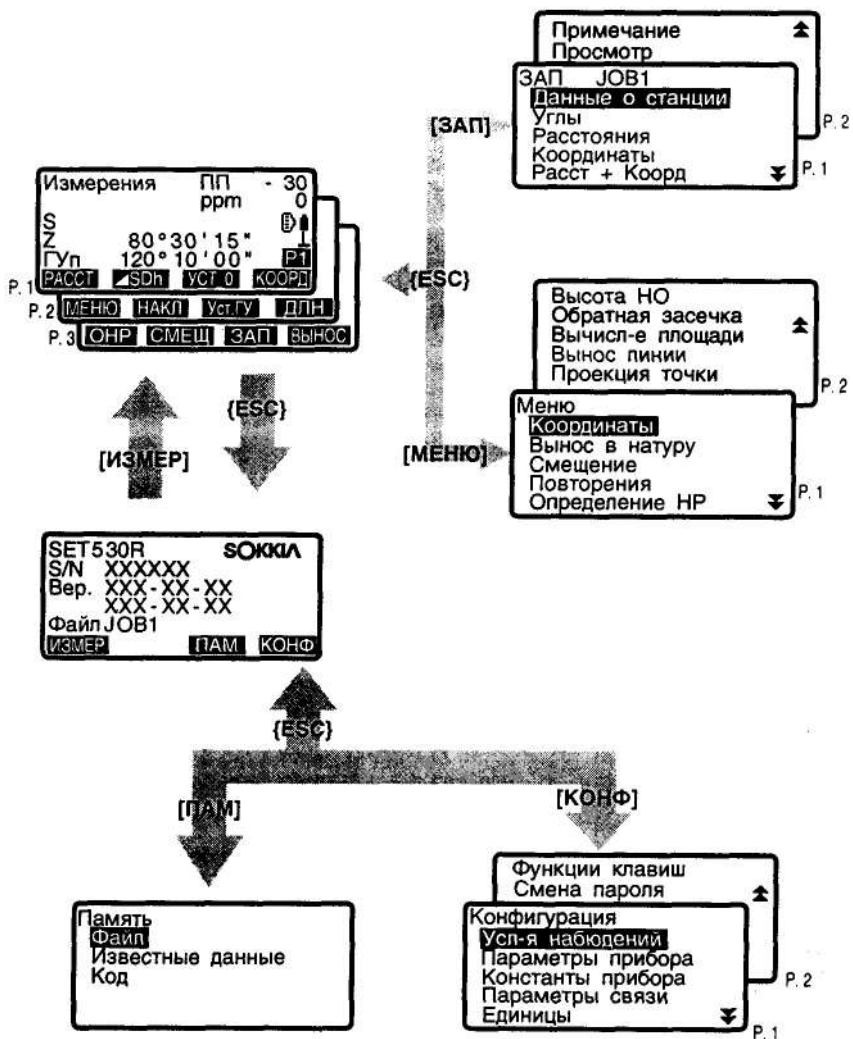 Примечание
Просмотр
ЗАП JOB1
Данные о станции
Углы
Расстояния
Координаты
Расст + Коорд
P. 2
P. 1
[ЗАП]
Измерения ПП - 30
ppm 0
S
Z 80°30'15"
ГУп 120°10'00" P1
P. 1 РАССТ SDh УСТ 0 КООРД
P. 2 МЕНЮ НАКЛ Уст.ГУ ДЛН
P. 3 ОНР СМЕЩ ЗАП ВЫНОС
{ESC}
Высота НО
Обратная засечка
Вычисл-е площади
Вынос линии
Проекция точки
P. 2
Меню
Координаты
Вынос в натуру
Смещение
Повторения
Определение НР
P. 1
[МЕНЮ]
{ESC}
[ИЗМЕР]
SET530R SOKKIA
S/N XXXXXX
Вер. XXX-XX-XX
XXX-XX-XX
Файл JOB1
ИЗМЕР ПАМ КОНФ
{ESC}
[ПАМ]
[КОНФ]
Память
Файл
Известные данные
Код
Функции клавиш
Смена пароля
Конфигурация
Усл-я набюдений
Параметры прибора
Константы прибора
Параметры связи
Единицы
P. 2
P. 1